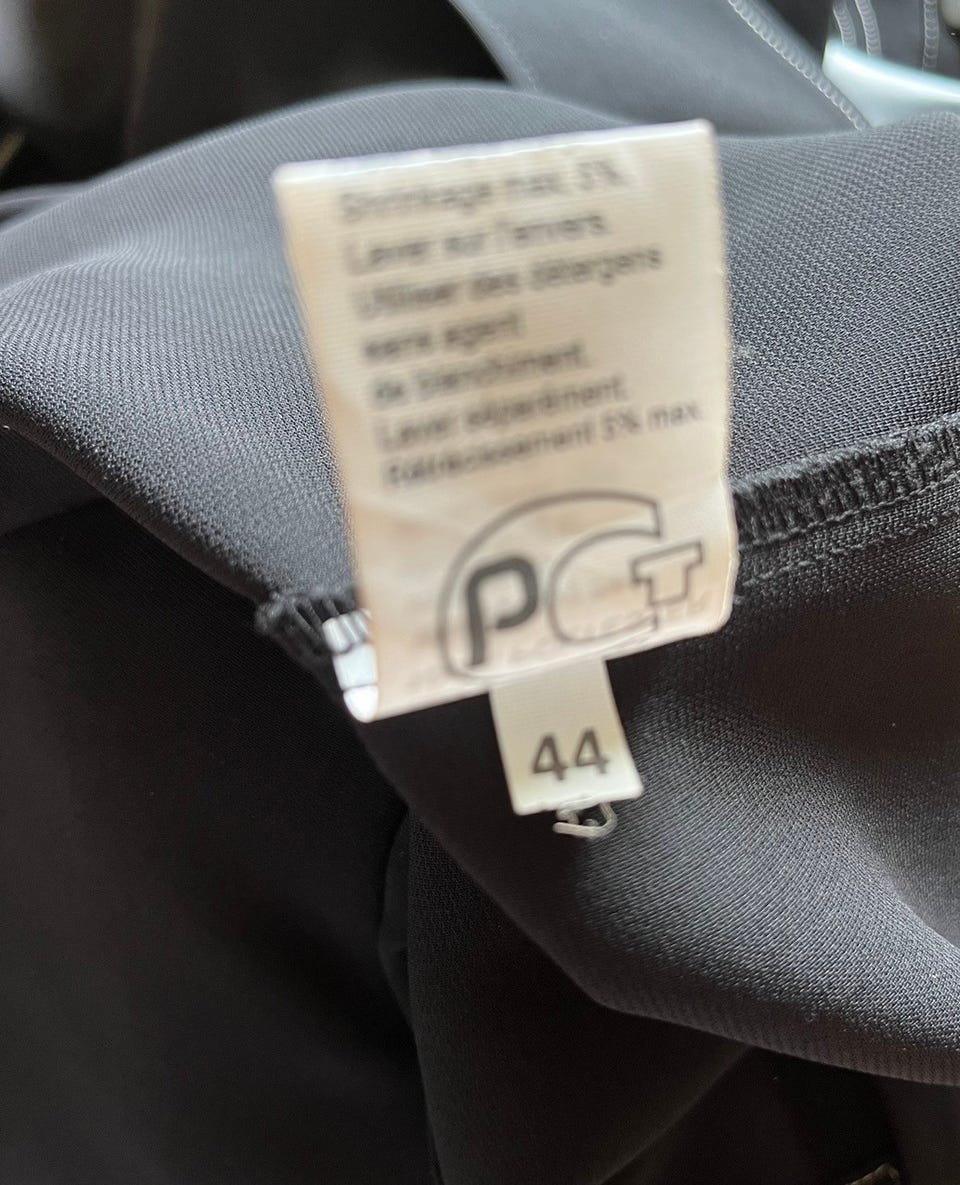 Shrinkage max. 5%.
Laver sur l'envers.
Utiliser des détergens
sans agent
de blanchiment.
Laver séparément.
Rétrécissement 5% max.
PCT
44